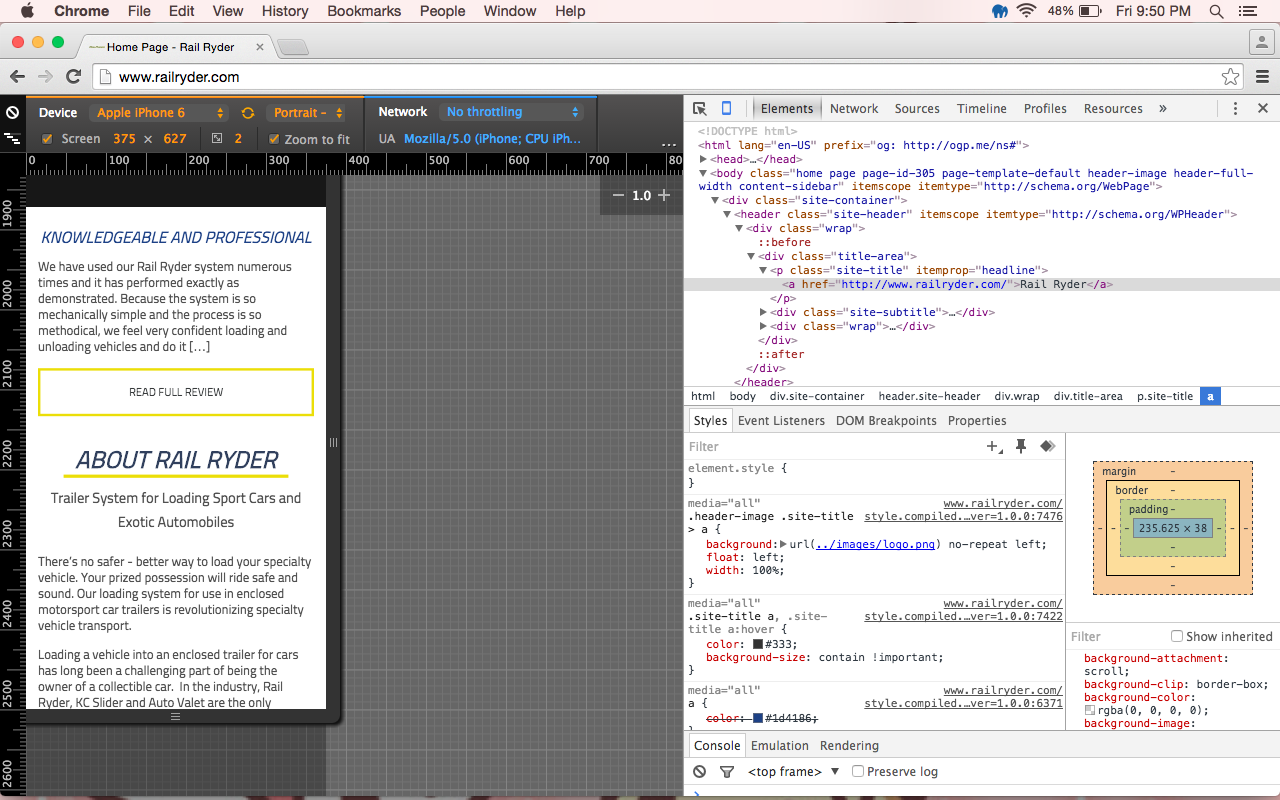 Chrome File Edit View History Bookmarks People Window Help 48% Fri 9:50 PM
Home Page - Rail Ryder
www.railryder.com
Device Apple iPhone 6 Portrait - Network No throttling
Screen 375 × 627 2 Zoom to fit UA Mozilla/5.0 (iPhone; CPU iPh... ...
0 100 200 300 400 500 600 700 80
1.0
1900
2000
2100
2200
2300
2400
2500
2600
KNOWLEDGEABLE AND PROFESSIONAL
We have used our Rail Ryder system numerous
times and it has performed exactly as
demonstrated. Because the system is so
mechanically simple and the process is so
methodical, we feel very confident loading and
unloading vehicles and do it [...]
READ FULL REVIEW
ABOUT RAIL RYDER
Trailer System for Loading Sport Cars and
Exotic Automobiles
There's no safer - better way to load your specialty
vehicle. Your prized possession will ride safe and
sound. Our loading system for use in enclosed
motorsport car trailers is revolutionizing specialty
vehicle transport.
Loading a vehicle into an enclosed trailer for cars
has long been a challenging part of being the
owner of a collectible car. In the industry, Rail
Ryder, KC Slider and Auto Valet are the only
Elements Network Sources Timeline Profiles Resources »
<!DOCTYPE html>
<html lang="en-US" prefix="og: http://ogp.me/ns#">
<head>…</head>
<body class="home page page-id-305 page-template-default header-image header-full-
width content-sidebar" itemscope itemtype="http://schema.org/WebPage">
<div class="site-container">
<header class="site-header" itemscope itemtype="http://schema.org/WPHeader">
<div class="wrap">
::before
<div class="title-area">
<p class="site-title" itemprop="headline">
<a href="http://www.railryder.com/">Rail Ryder</a>
</p>
<div class="site-subtitle">…</div>
<div class="wrap">…</div>
</div>
::after
</div>
</header>
html body div.site-container header.site-header div.wrap div.title-area p.site-title a
Styles Event Listeners DOM Breakpoints Properties
Filter
element.style {
}
media="all" www.railryder.com/
.header-image .site-title style.compiled.…ver=1.0.0:7476
> a {
background: url(../images/logo.png) no-repeat left;
float: left;
width: 100%;
}
media="all" www.railryder.com/
.site-title a, .site- style.compiled.…ver=1.0.0:7422
title a:hover {
color: #333;
background-size: contain !important;
}
media="all" www.railryder.com/
a { style.compiled.…ver=1.0.0:6371
color: #1d4186;
margin -
border -
padding -
- - - 235.625 × 38 - - -
-
-
-
Filter Show inherited
background-attachment:
scroll;
background-clip: border-box;
background-color:
rgba(0, 0, 0, 0);
background-image:
Console Emulation Rendering
<top frame> ▼ Preserve log
>